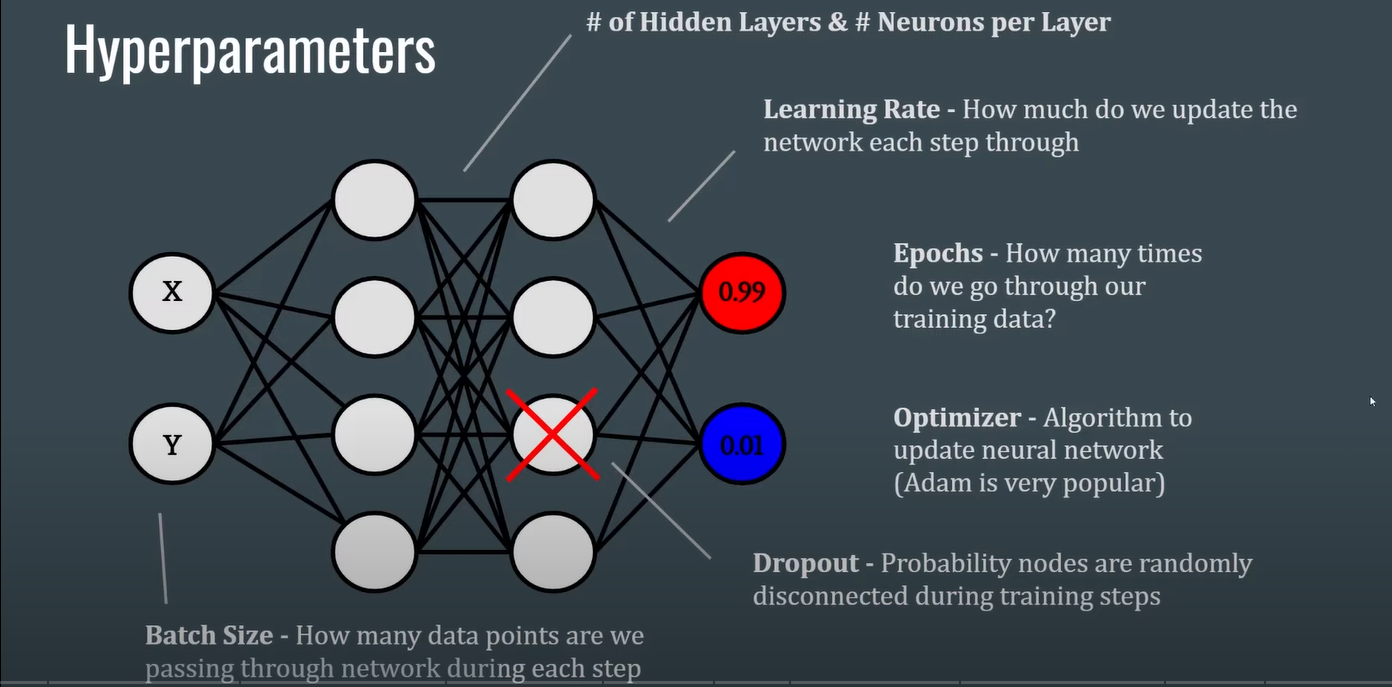 Hyperparameters
# of Hidden Layers & # Neurons per Layer
Learning Rate - How much do we update the
network each step through
X
Y
0.99
0.01
Epochs - How many times
do we go through our
training data?
Optimizer - Algorithm to
update neural network
(Adam is very popular)
Dropout - Probability nodes are randomly
disconnected during training steps
Batch Size - How many data points are we
passing through network during each step